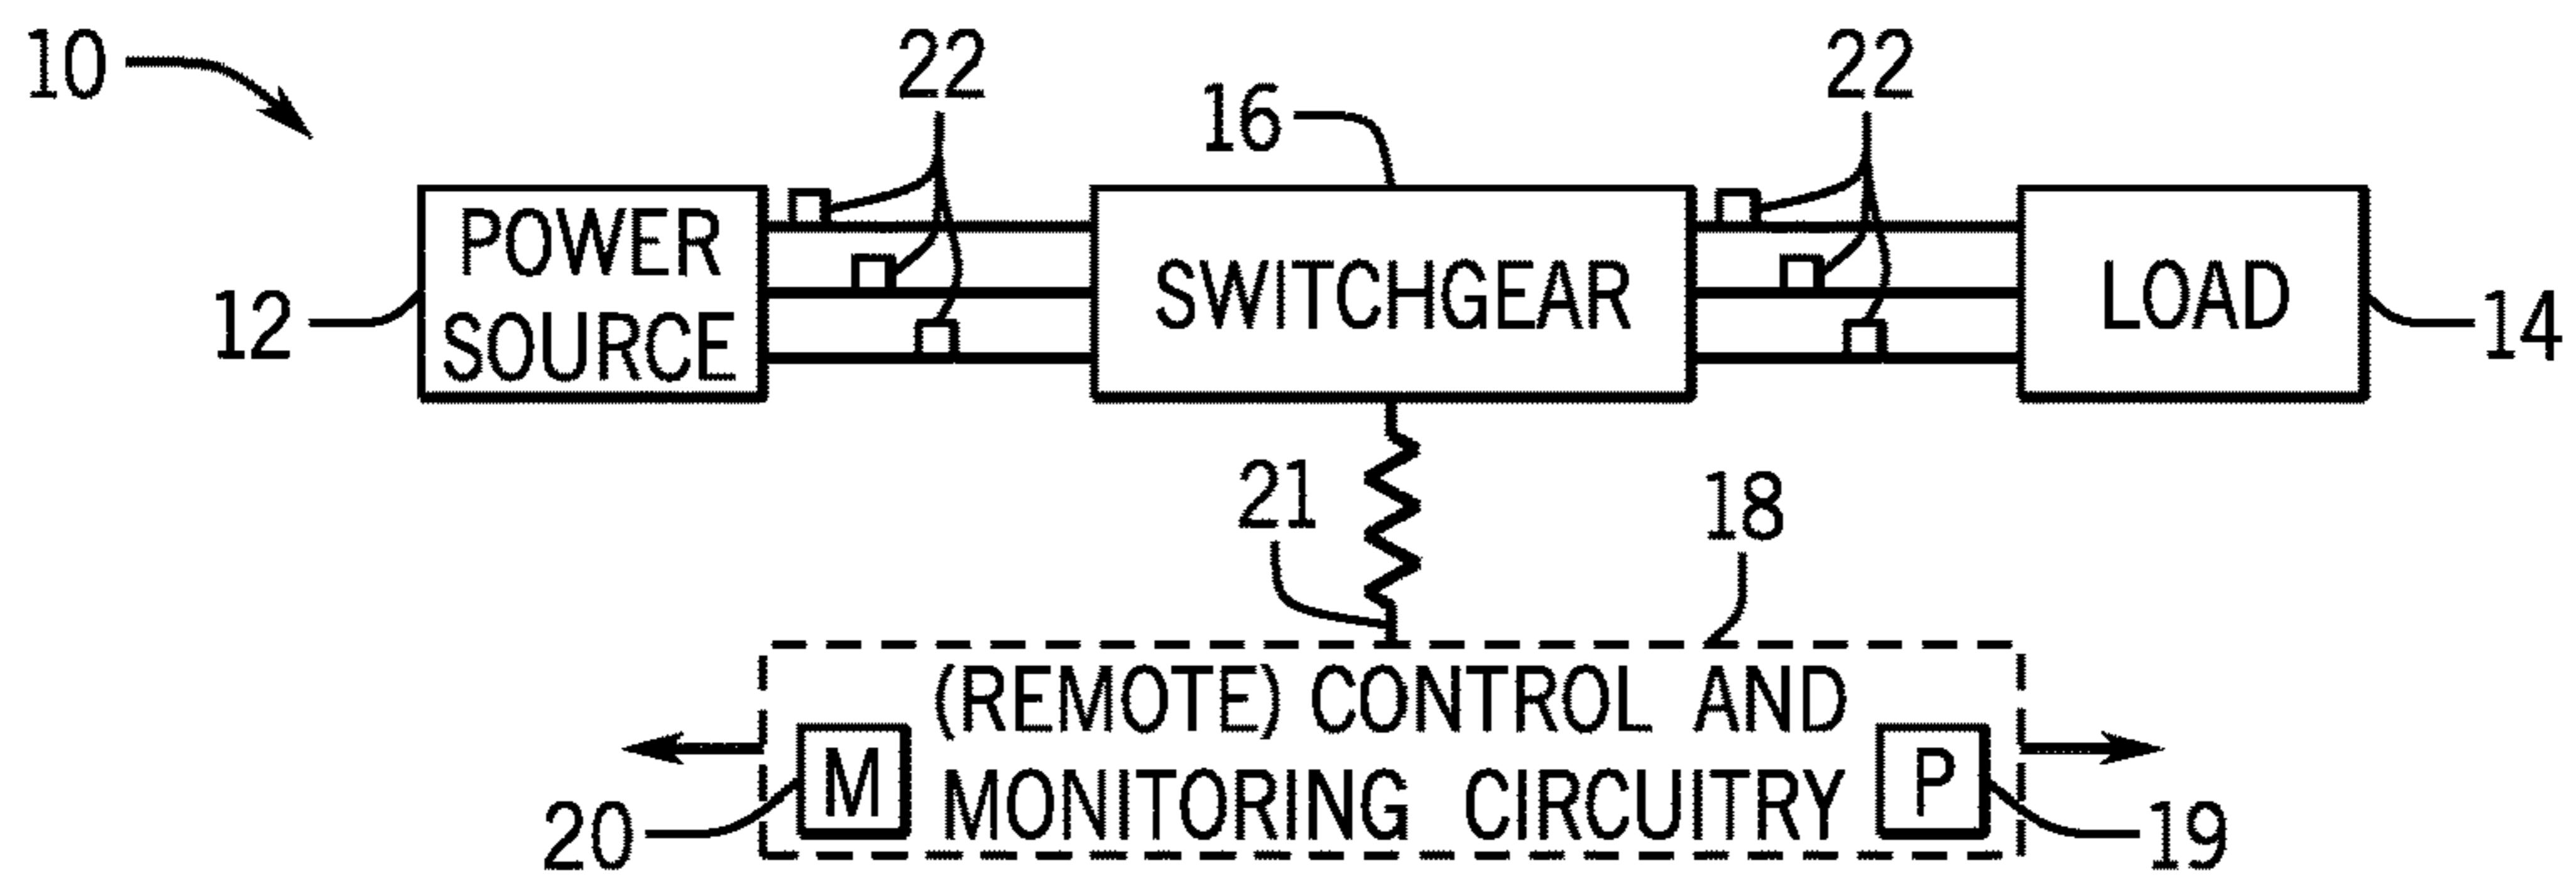 10
22
16
22
POWER
SOURCE
SWITCHGEAR
LOAD
12
14
21
18
(REMOTE) CONTROL AND
MONITORING CIRCUITRY
M
P
20
19